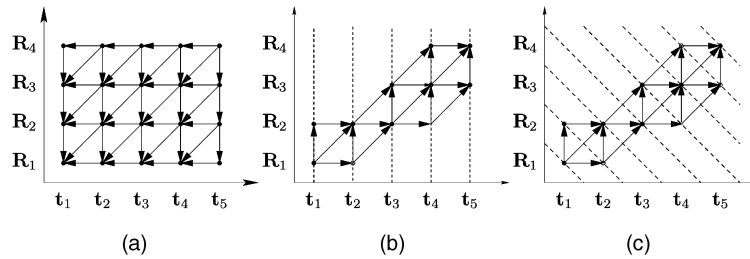 R4 R4 R4
R3 R3 R3
R2 R2 R2
R1 R1 R1
t1 t2 t3 t4 t5 t1 t2 t3 t4 t5 t1 t2 t3 t4 t5
(a) (b) (c)